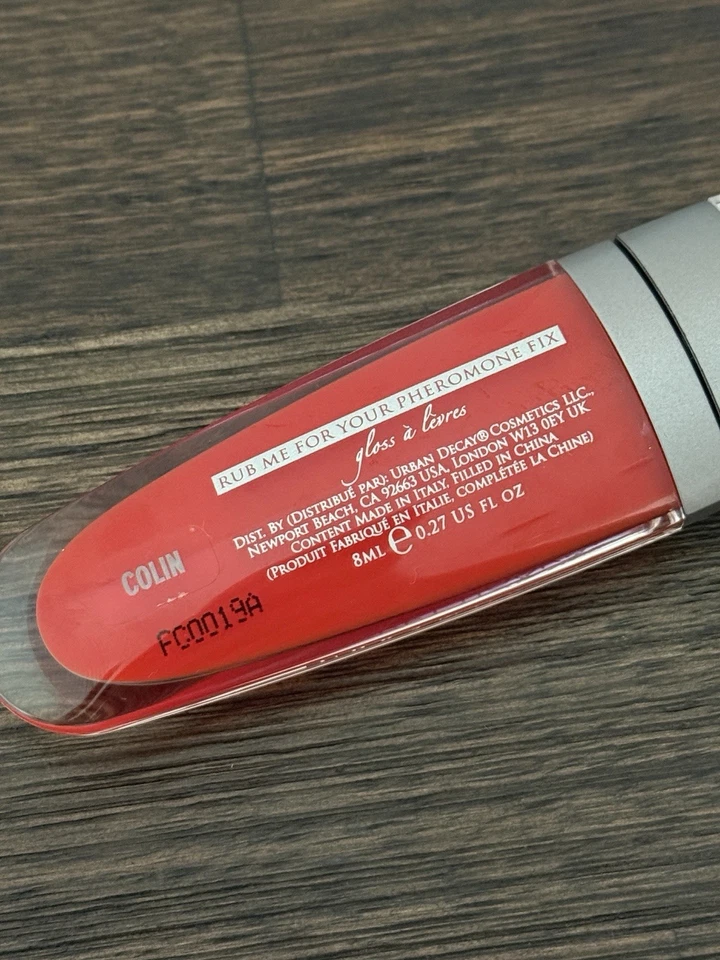 RUB ME FOR YOUR PHEROMONE FIX
gloss à lèvres
DIST. BY (DISTRIBUÉ PAR): URBAN DECAY® COSMETICS LLC.,
NEWPORT BEACH, CA 92663 USA, LONDON W13 0EY UK
CONTENT MADE IN ITALY, FILLED IN CHINA
(PRODUIT FABRIQUÉ EN ITALIE, COMPLÉTÉE LA CHINE)
8ML e 0.27 US FL OZ
COLIN
FC0019A